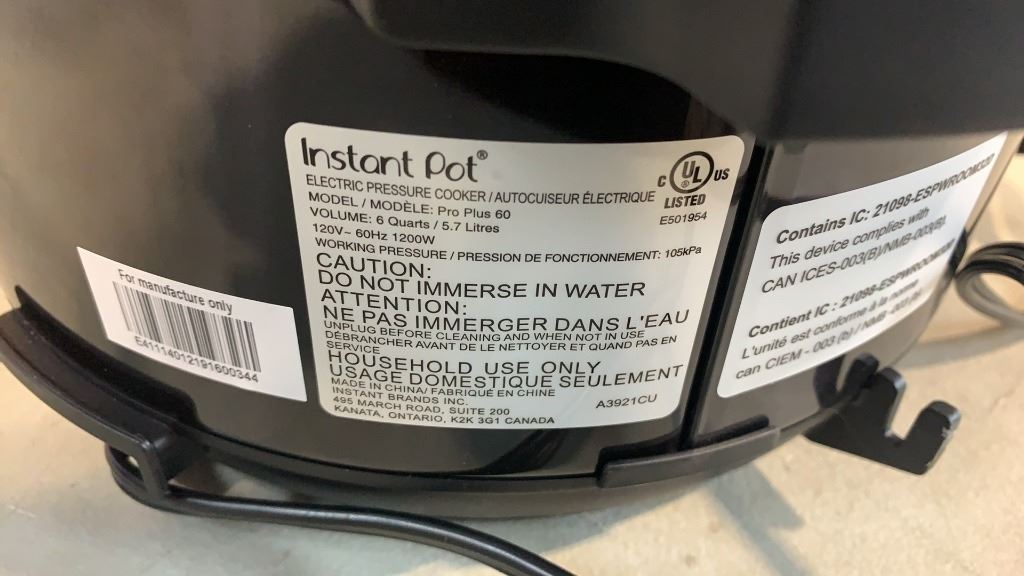 Instant Pot®
ELECTRIC PRESSURE COOKER / AUTOCUISEUR ÉLECTRIQUE
MODEL / MODÈLE: Pro Plus 60
VOLUME: 6 Quarts / 5.7 Litres
120V~ 60Hz 1200W
WORKING PRESSURE / PRESSION DE FONCTIONNEMENT: 105kPa
CAUTION:
DO NOT IMMERSE IN WATER
ATTENTION:
NE PAS IMMERGER DANS L'EAU
UNPLUG BEFORE CLEANING AND WHEN NOT IN USE
DÉBRANCHER AVANT DE LE NETTOYER ET QUAND PAS EN
SERVICE
HOUSEHOLD USE ONLY
USAGE DOMESTIQUE SEULEMENT
MADE IN CHINA/ FABRIQUÉ EN CHINE
INSTANT BRANDS INC.
495 MARCH ROAD, SUITE 200
KANATA, ONTARIO, K2K 3G1 CANADA
A3921CU
C UL ® US
LISTED
E501954
For manufacture only
E4111401219160​0344
Contains IC: 21098-ESPWROOM32D
This device complies with
CAN ICES-003(B)/NMB-003(B).
Contient IC : 21098-ESPWROOM32D
L'unité est conforme à la norme
can CIEM - 003 (b) / NMB -003 (b)